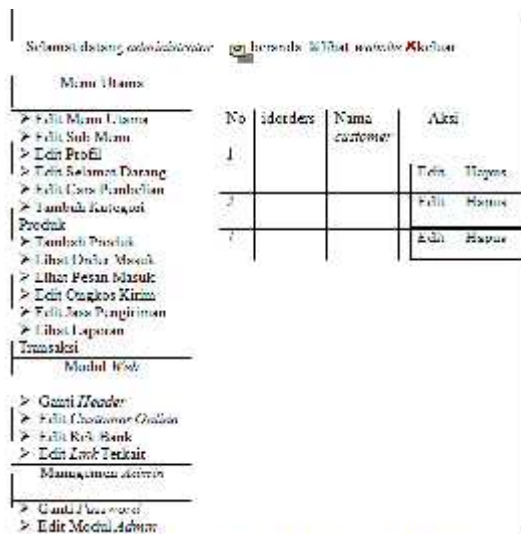 Selamat datang administrator beranda lihat website keluar
Menu Utama
➢ Edit Menu Utama
➢ Edit Sub Menu
➢ Edit Profil
➢ Edit Selamat Datang
➢ Edit Cara Pembelian
➢ Tambah Kategori
Produk
➢ Tambah Produk
➢ Lihat Order Masuk
➢ Lihat Pesan Masuk
➢ Edit Ongkos Kirim
➢ Edit Jasa Pengiriman
➢ Lihat Laporan
Transaksi
Modul Web
➢ Ganti Header
➢ Edit Customer Online
➢ Edit Rek Bank
➢ Edit Link Terkait
Managemen Admin
➢ Ganti Password
➢ Edit Modul Admin
No idorders Nama Aksi
customer
1
Edit Hapus
2 Edit Hapus
Edit Hapus